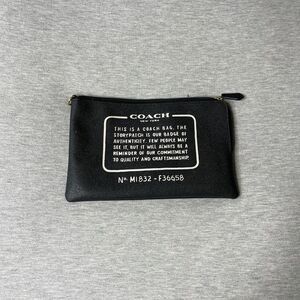 COACH
NEW YORK
THIS IS A COACH BAG. THE
STORYPATCH IS OUR BADGE OF
AUTHENTICITY. FEW PEOPLE MAY
SEE IT, BUT IT WILL ALWAYS BE A
REMINDER OF OUR COMMITMENT
TO QUALITY AND CRAFTSMANSHIP.
Nº M1832-F36658